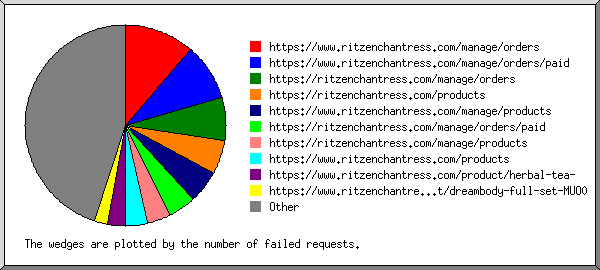 https://www.ritzenchantress.com/manage/orders
https://www.ritzenchantress.com/manage/orders/paid
https://ritzenchantress.com/manage/orders
https://ritzenchantress.com/products
https://www.ritzenchantress.com/manage/products
https://ritzenchantress.com/manage/orders/paid
https://ritzenchantress.com/manage/products
https://www.ritzenchantress.com/products
https://www.ritzenchantress.com/product/herbal-tea-
https://www.ritzenchantre...t/dreambody-full-set-MUO0
Other
The wedges are plotted by the number of failed requests.